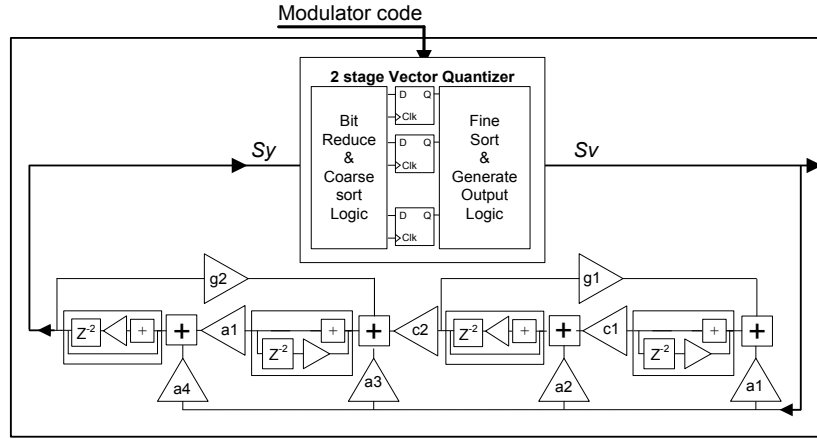 Modulator code
2 stage Vector Quantizer
Bit
Reduce
&
Coarse
sort
Logic
D Q
Clk
D Q
Clk
D Q
Clk
Fine
Sort
&
Generate
Output
Logic
Sy
Sv
g2
g1
Z-2
+
+
a1
+
Z-2
+
c2
Z-2
+
+
c1
+
Z-2
+
a4
a3
a2
a1